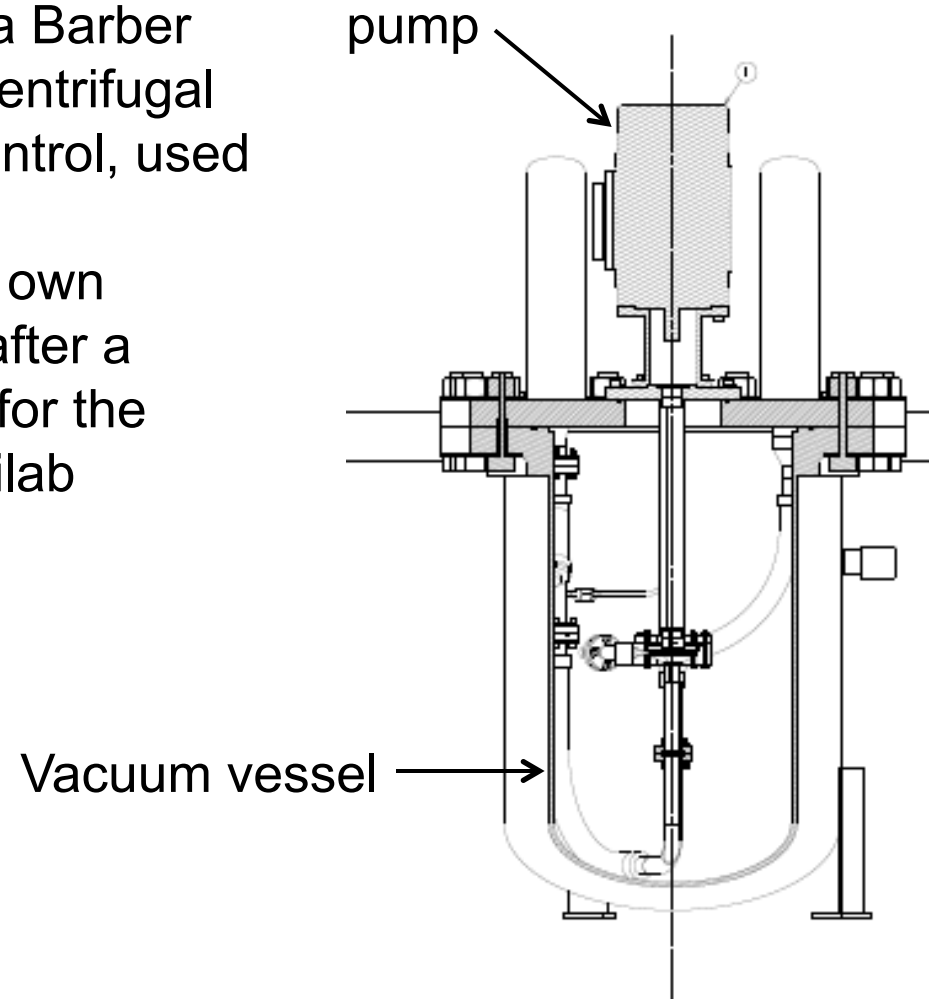 a Barber
entrifugal
ntrol, used
own
after a
for the
ilab
pump
Vacuum vessel